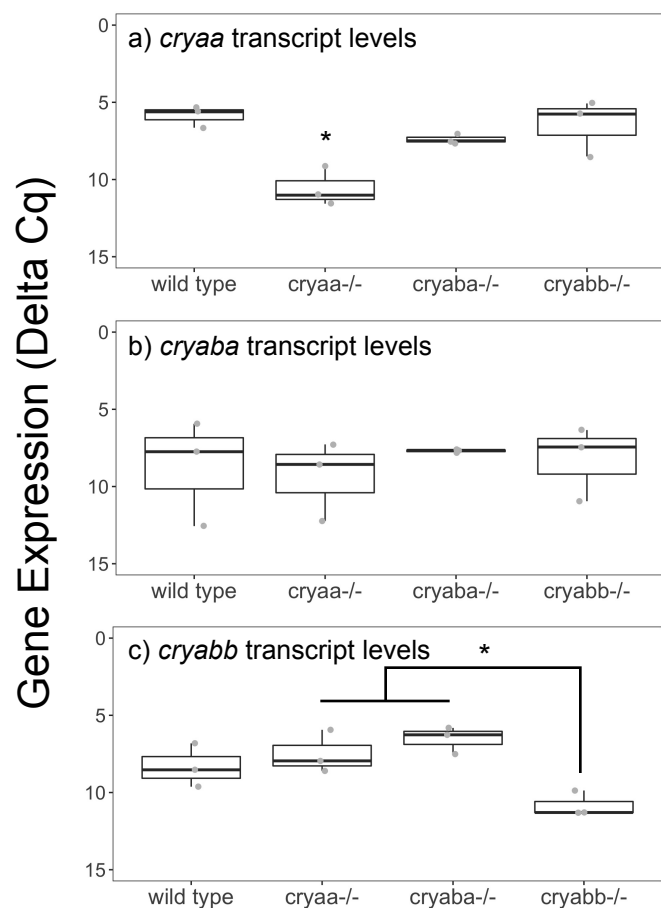 Gene Expression (Delta Cq)
0
5
10
15
a) cryaa transcript levels
*
wild type cryaa-/- cryaba-/- cryabb-/-
0
5
10
15
b) cryaba transcript levels
wild type cryaa-/- cryaba-/- cryabb-/-
0
5
10
15
c) cryabb transcript levels
*
wild type cryaa-/- cryaba-/- cryabb-/-